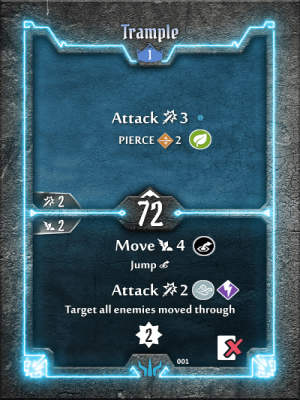 Trample
1
Attack 3
PIERCE 2
2
72
2
Move 4
Jump
Attack 2
Target all enemies moved through
2
001